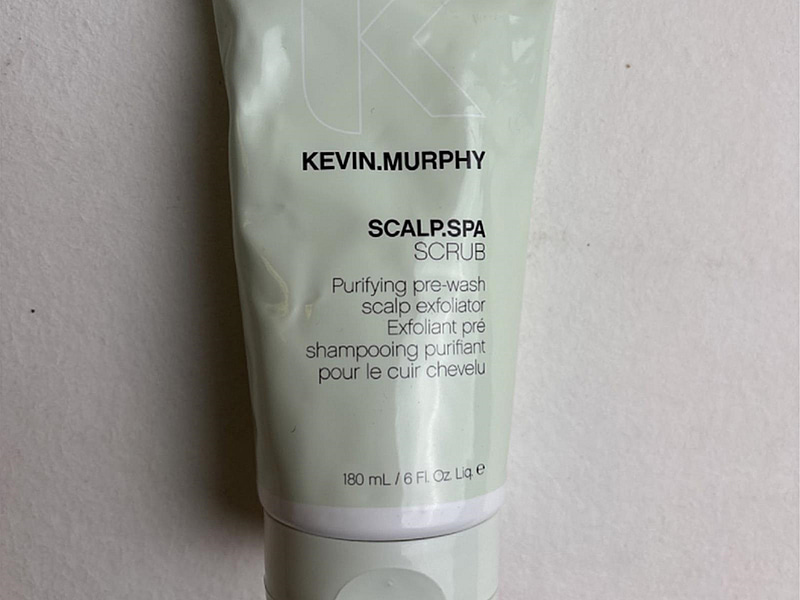 KEVIN.MURPHY
SCALP.SPA
SCRUB
Purifying pre-wash
scalp exfoliator
Exfoliant pré
shampooing purifiant
pour le cuir chevelu
180 mL / 6 Fl. Oz. Liq. ℮